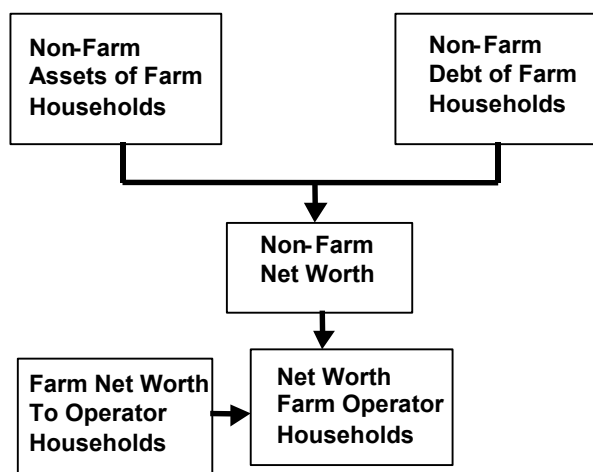 Non-Farm
Assets of Farm
Households
Non-Farm
Debt of Farm
Households
Non-Farm
Net Worth
Farm Net Worth
To Operator
Households
Net Worth
Farm Operator
Households